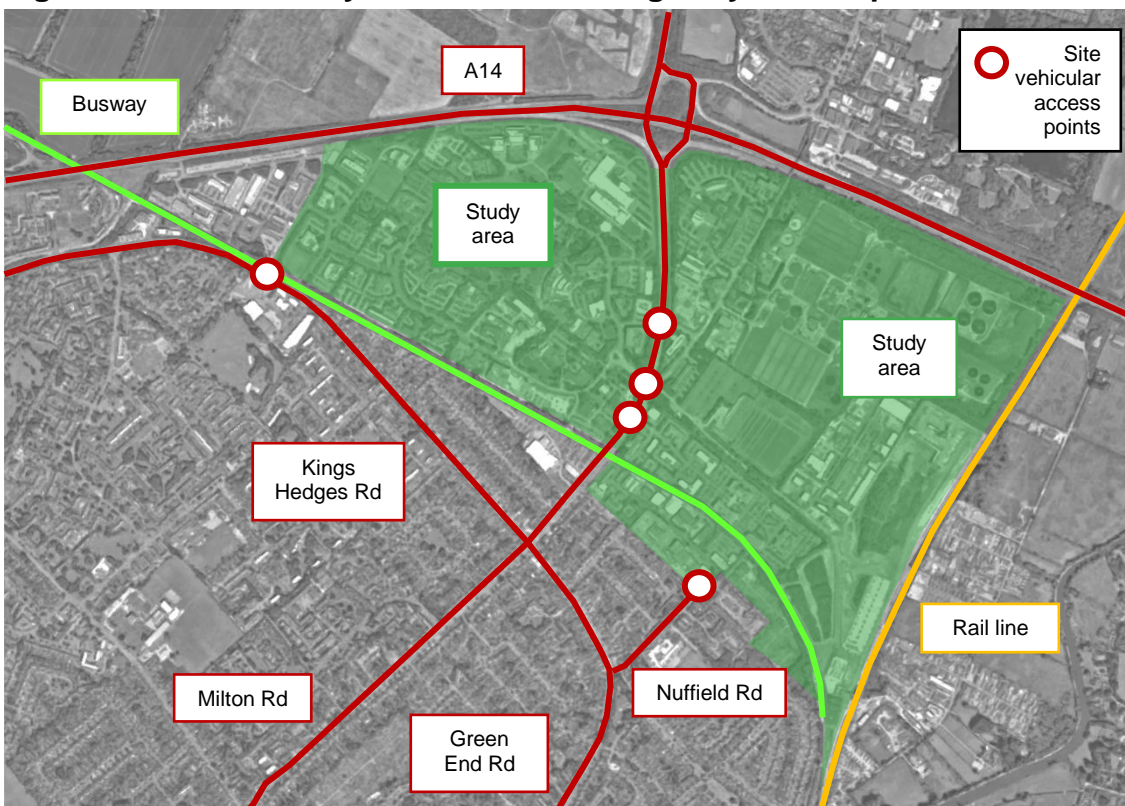 A14
Busway
Site
vehicular
access
points
Study
area
Study
area
Kings
Hedges Rd
Rail line
Milton Rd
Nuffield Rd
Green
End Rd